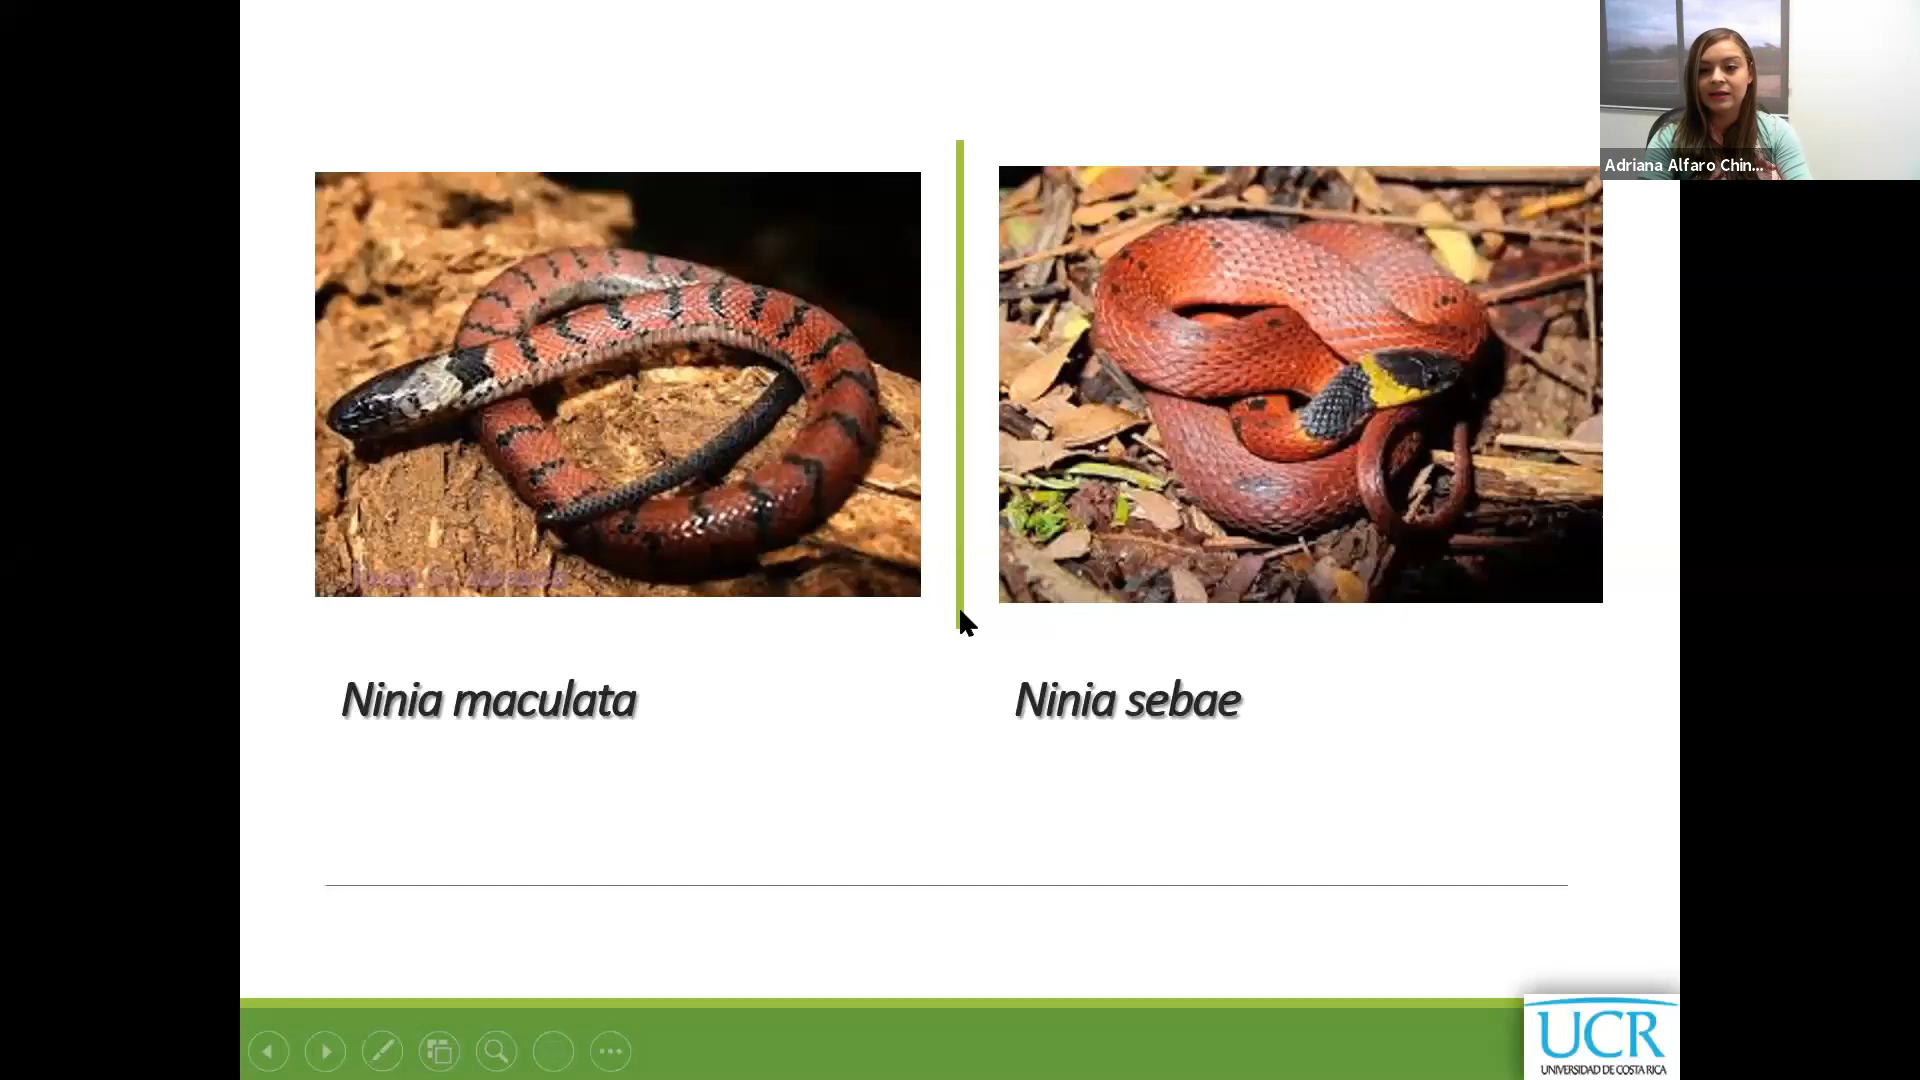 Adriana Alfaro Chin...
Ninia maculata
Ninia sebae
UCR
UNIVERSIDAD DE COSTA RICA